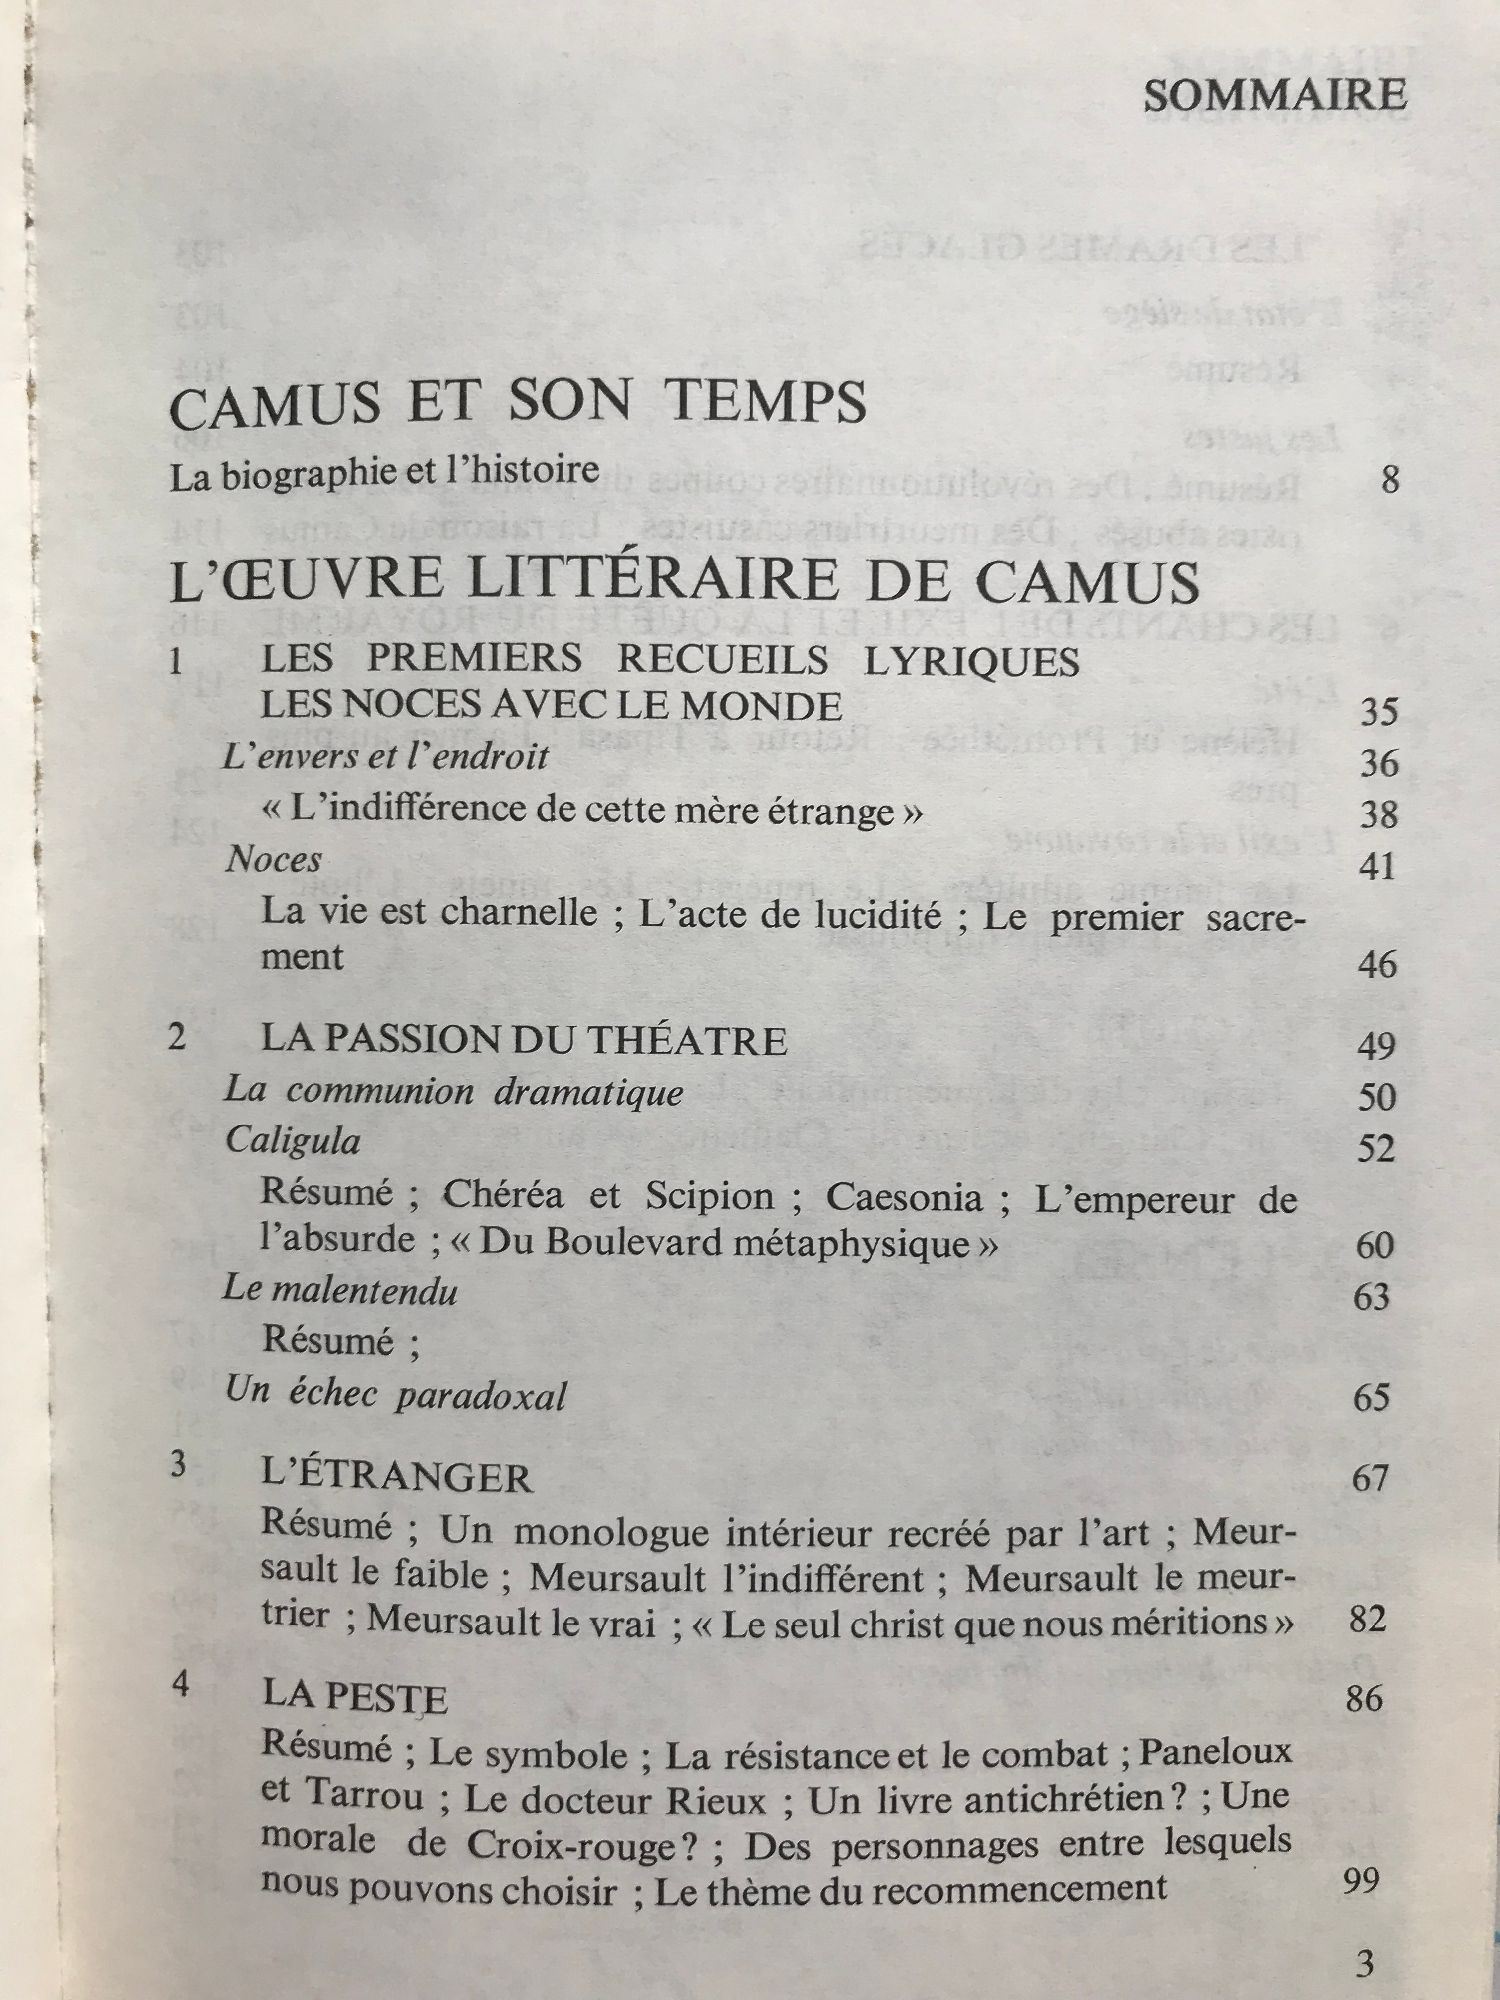 SOMMAIRE
CAMUS ET SON TEMPS
La biographie et l'histoire 8
L'ŒUVRE LITTÉRAIRE DE CAMUS
1 LES PREMIERS RECUEILS LYRIQUES
LES NOCES AVEC LE MONDE 35
L'envers et l'endroit 36
« L'indifférence de cette mère étrange » 38
Noces 41
La vie est charnelle ; L'acte de lucidité ; Le premier sacre-
ment 46
2 LA PASSION DU THÉATRE 49
La communion dramatique 50
Caligula 52
Résumé ; Chéréa et Scipion ; Caesonia ; L'empereur de
l'absurde ; « Du Boulevard métaphysique » 60
Le malentendu 63
Résumé ;
Un échec paradoxal 65
3 L'ÉTRANGER 67
Résumé ; Un monologue intérieur recréé par l'art ; Meur-
sault le faible ; Meursault l'indifférent ; Meursault le meur-
trier ; Meursault le vrai ; « Le seul christ que nous méritions » 82
4 LA PESTE 86
Résumé ; Le symbole ; La résistance et le combat ; Paneloux
et Tarrou ; Le docteur Rieux ; Un livre antichrétien ? ; Une
morale de Croix-rouge ? ; Des personnages entre lesquels
nous pouvons choisir ; Le thème du recommencement 99
3